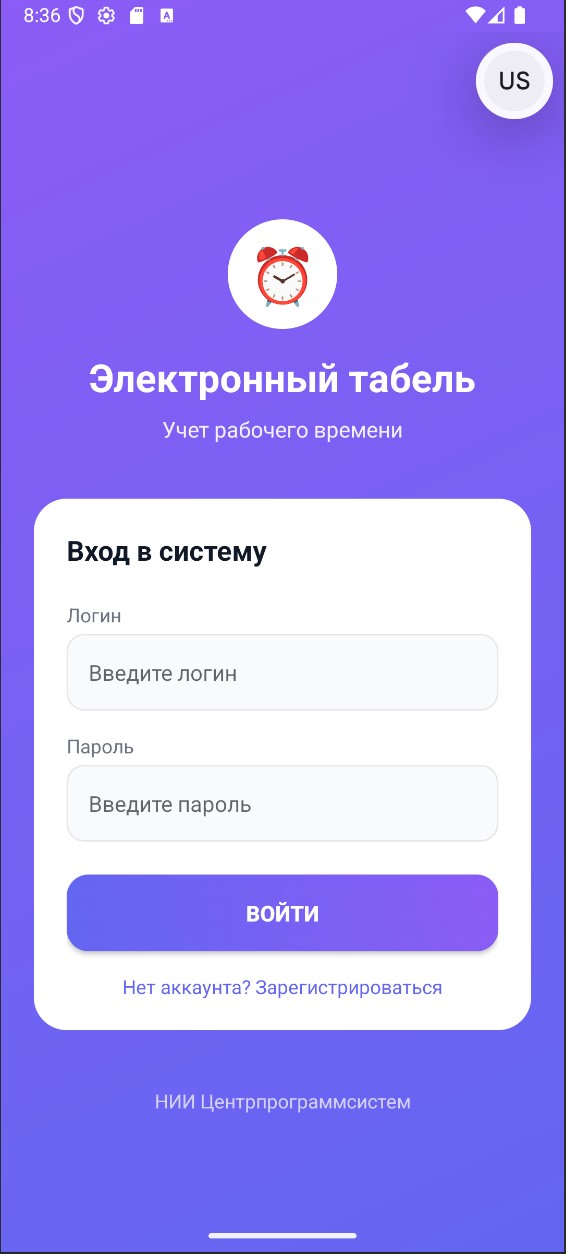 8:36
US
Электронный табель
Учет рабочего времени
Вход в систему
Логин
Введите логин
Пароль
Введите пароль
ВОЙТИ
Нет аккаунта? Зарегистрироваться
НИИ Центрпрограммсистем